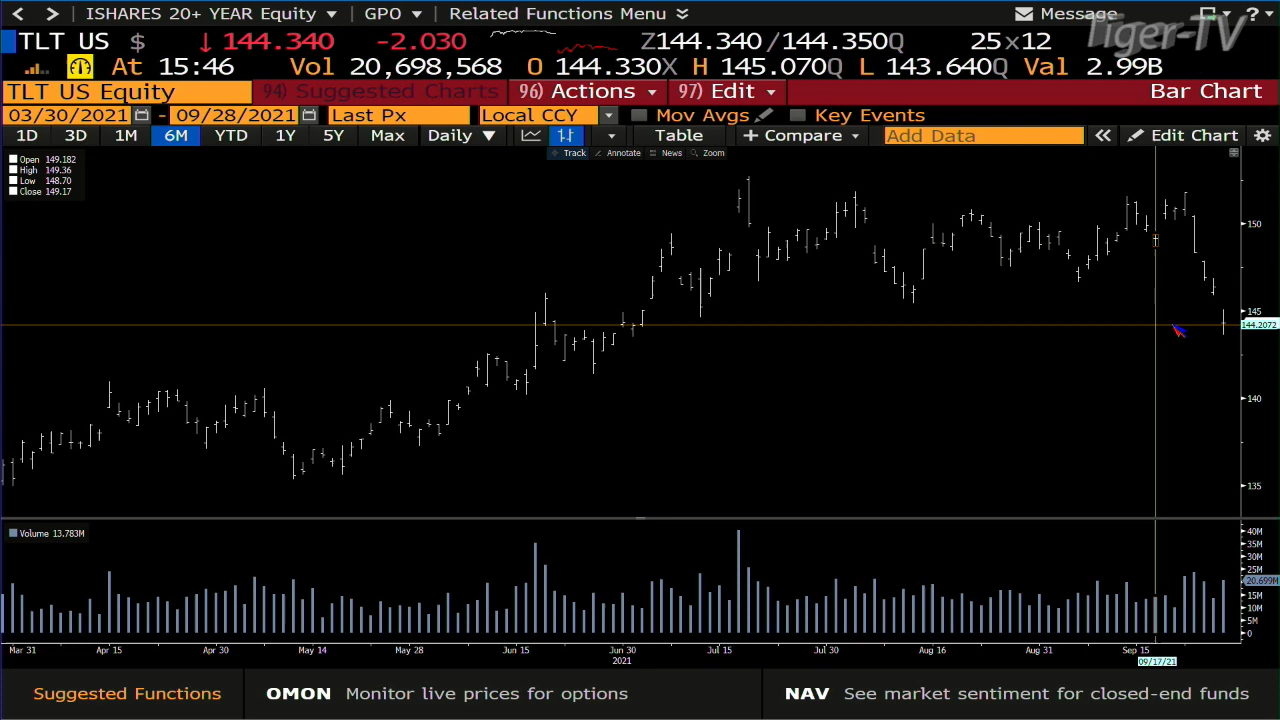 ISHARES 20+ YEAR Equity GPO Related Functions Menu Message ?
Tiger-TV
TLT US $ ↓ 144.340 -2.030 Z144.340/144.350Q 25x12
At 15:46 Vol 20,698,568 O 144.330X H 145.070Q L 143.640Q Val 2.99B
TLT US Equity 94) Suggested Charts 96) Actions 97) Edit Bar Chart
03/30/2021 - 09/28/2021 Last Px Local CCY Mov Avgs Key Events
1D 3D 1M 6M YTD 1Y 5Y Max Daily ▼ Table + Compare Add Data « Edit Chart
Track Annotate News Zoom
Open 149.182
High 149.36
Low 148.70
Close 149.17
150
145
144.2072
140
135
Volume 13.783M
40M
35M
30M
25M
20.699M
15M
10M
5M
0
Mar 31 Apr 15 Apr 30 May 14 May 28 Jun 15 Jun 30 Jul 15 Jul 30 Aug 16 Aug 31 Sep 15
2021 09/17/21
Suggested Functions OMON Monitor live prices for options NAV See market sentiment for closed-end funds